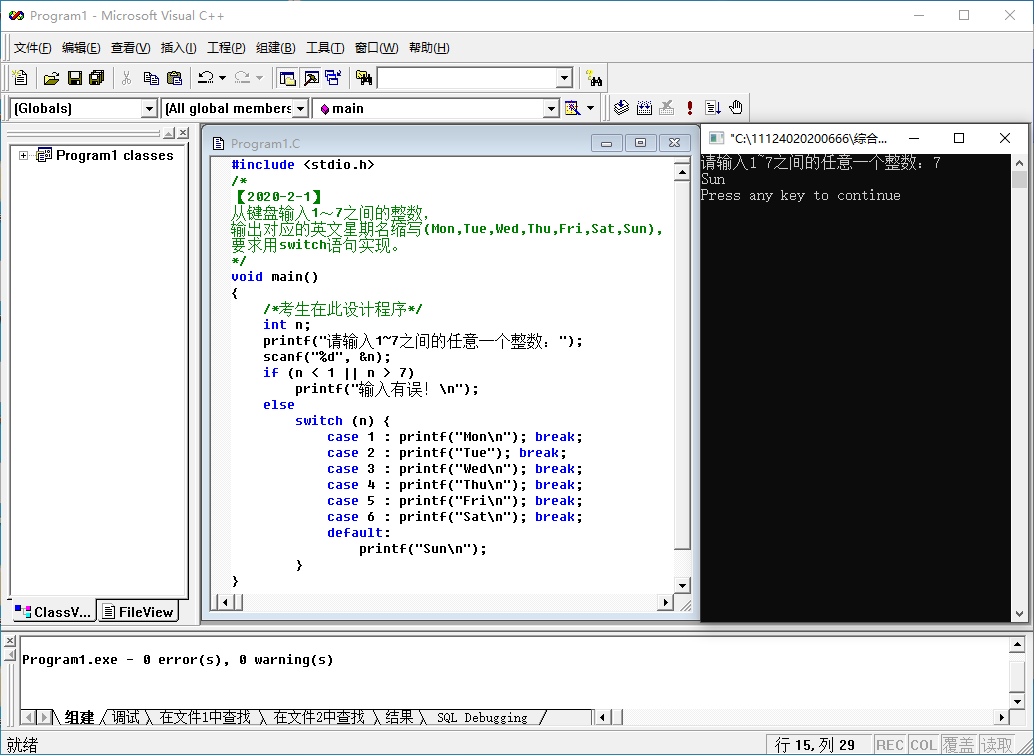 Program1 - Microsoft Visual C++
文件(F) 编辑(E) 查看(V) 插入(I) 工程(P) 组建(B) 工具(T) 窗口(W) 帮助(H)
(Globals) (All global members main
Program1 classes
ClassV... FileView
Program1.C
#include <stdio.h>
/*
【2020-2-1】
从键盘输入1～7之间的整数，
输出对应的英文星期名缩写(Mon,Tue,Wed,Thu,Fri,Sat,Sun),
要求用switch语句实现。
*/
void main()
{
/*考生在此设计程序*/
int n;
printf("请输入1~7之间的任意一个整数：");
scanf("%d", &n);
if (n < 1 || n > 7)
printf("输入有误！\n");
else
switch (n) {
case 1 : printf("Mon\n"); break;
case 2 : printf("Tue"); break;
case 3 : printf("Wed\n"); break;
case 4 : printf("Thu\n"); break;
case 5 : printf("Fri\n"); break;
case 6 : printf("Sat\n"); break;
default:
printf("Sun\n");
}
}
"C:\11124020200666\综合...
请输入1~7之间的任意一个整数：7
Sun
Press any key to continue
Program1.exe - 0 error(s), 0 warning(s)
组建 调试 在文件1中查找 在文件2中查找 结果 SQL Debugging
就绪 行 15, 列 29 REC COL 覆盖 读取